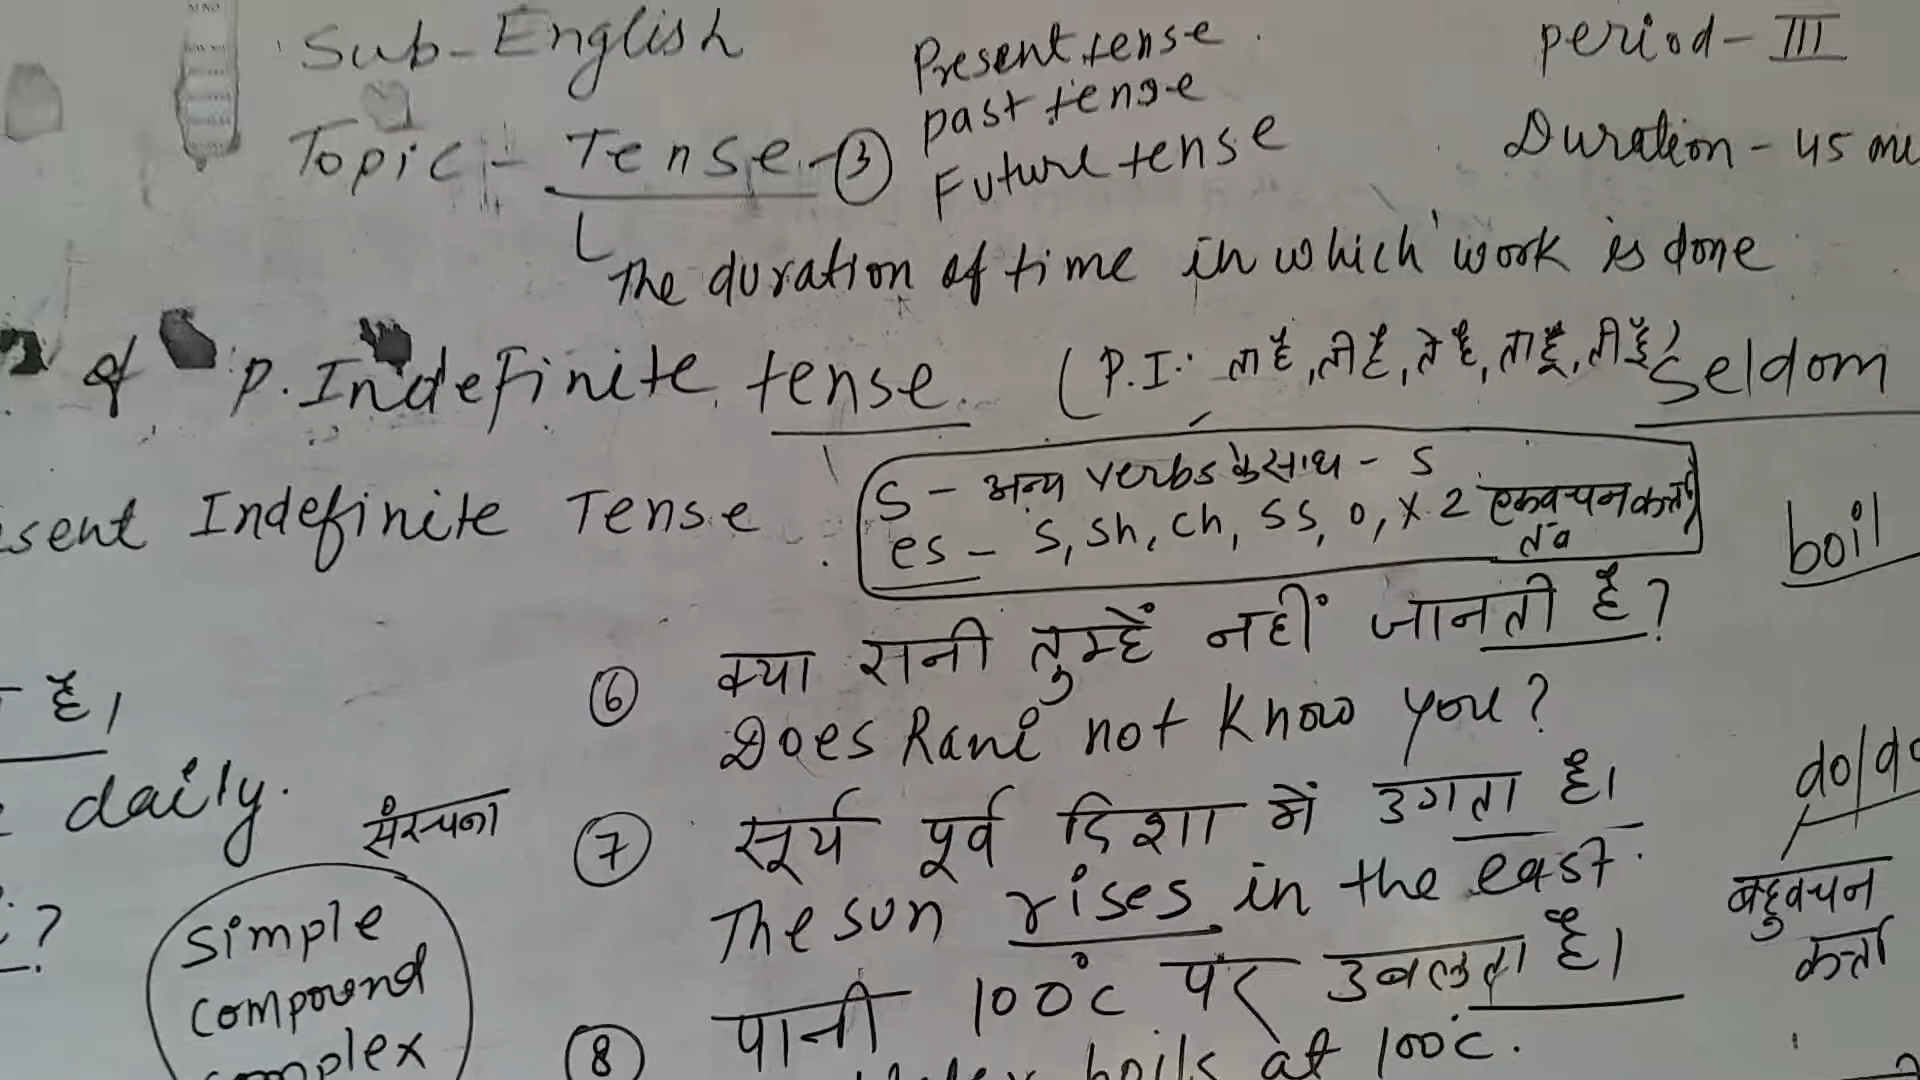 Sub-English
Present tense
period-III
past tense
Topic - Tense-③
Future tense
Duration - 45
The duration of time in which work is done
of P. Indefinite tense
(P.I: ता है, ती है, ते है, ता हूँ, ती हूँ)
Seldom
Indefinite Tense
S - अन्य verbs के साथ - S
es - s, sh, ch, ss, o, x. z एकवचन कर्ता
boil
⑥ क्या रानी तुम्हें नहीं जानती है?
Does Rani not know you?
है।
daily.
संरचना
⑦ सूर्य पूर्व दिशा में उगता है।
The sun rises in the east.
do/
बहुवचन
कर्ता
?
simple
compound
complex
⑧ पानी 100°c पर उबलता है।
boils at 100°c.